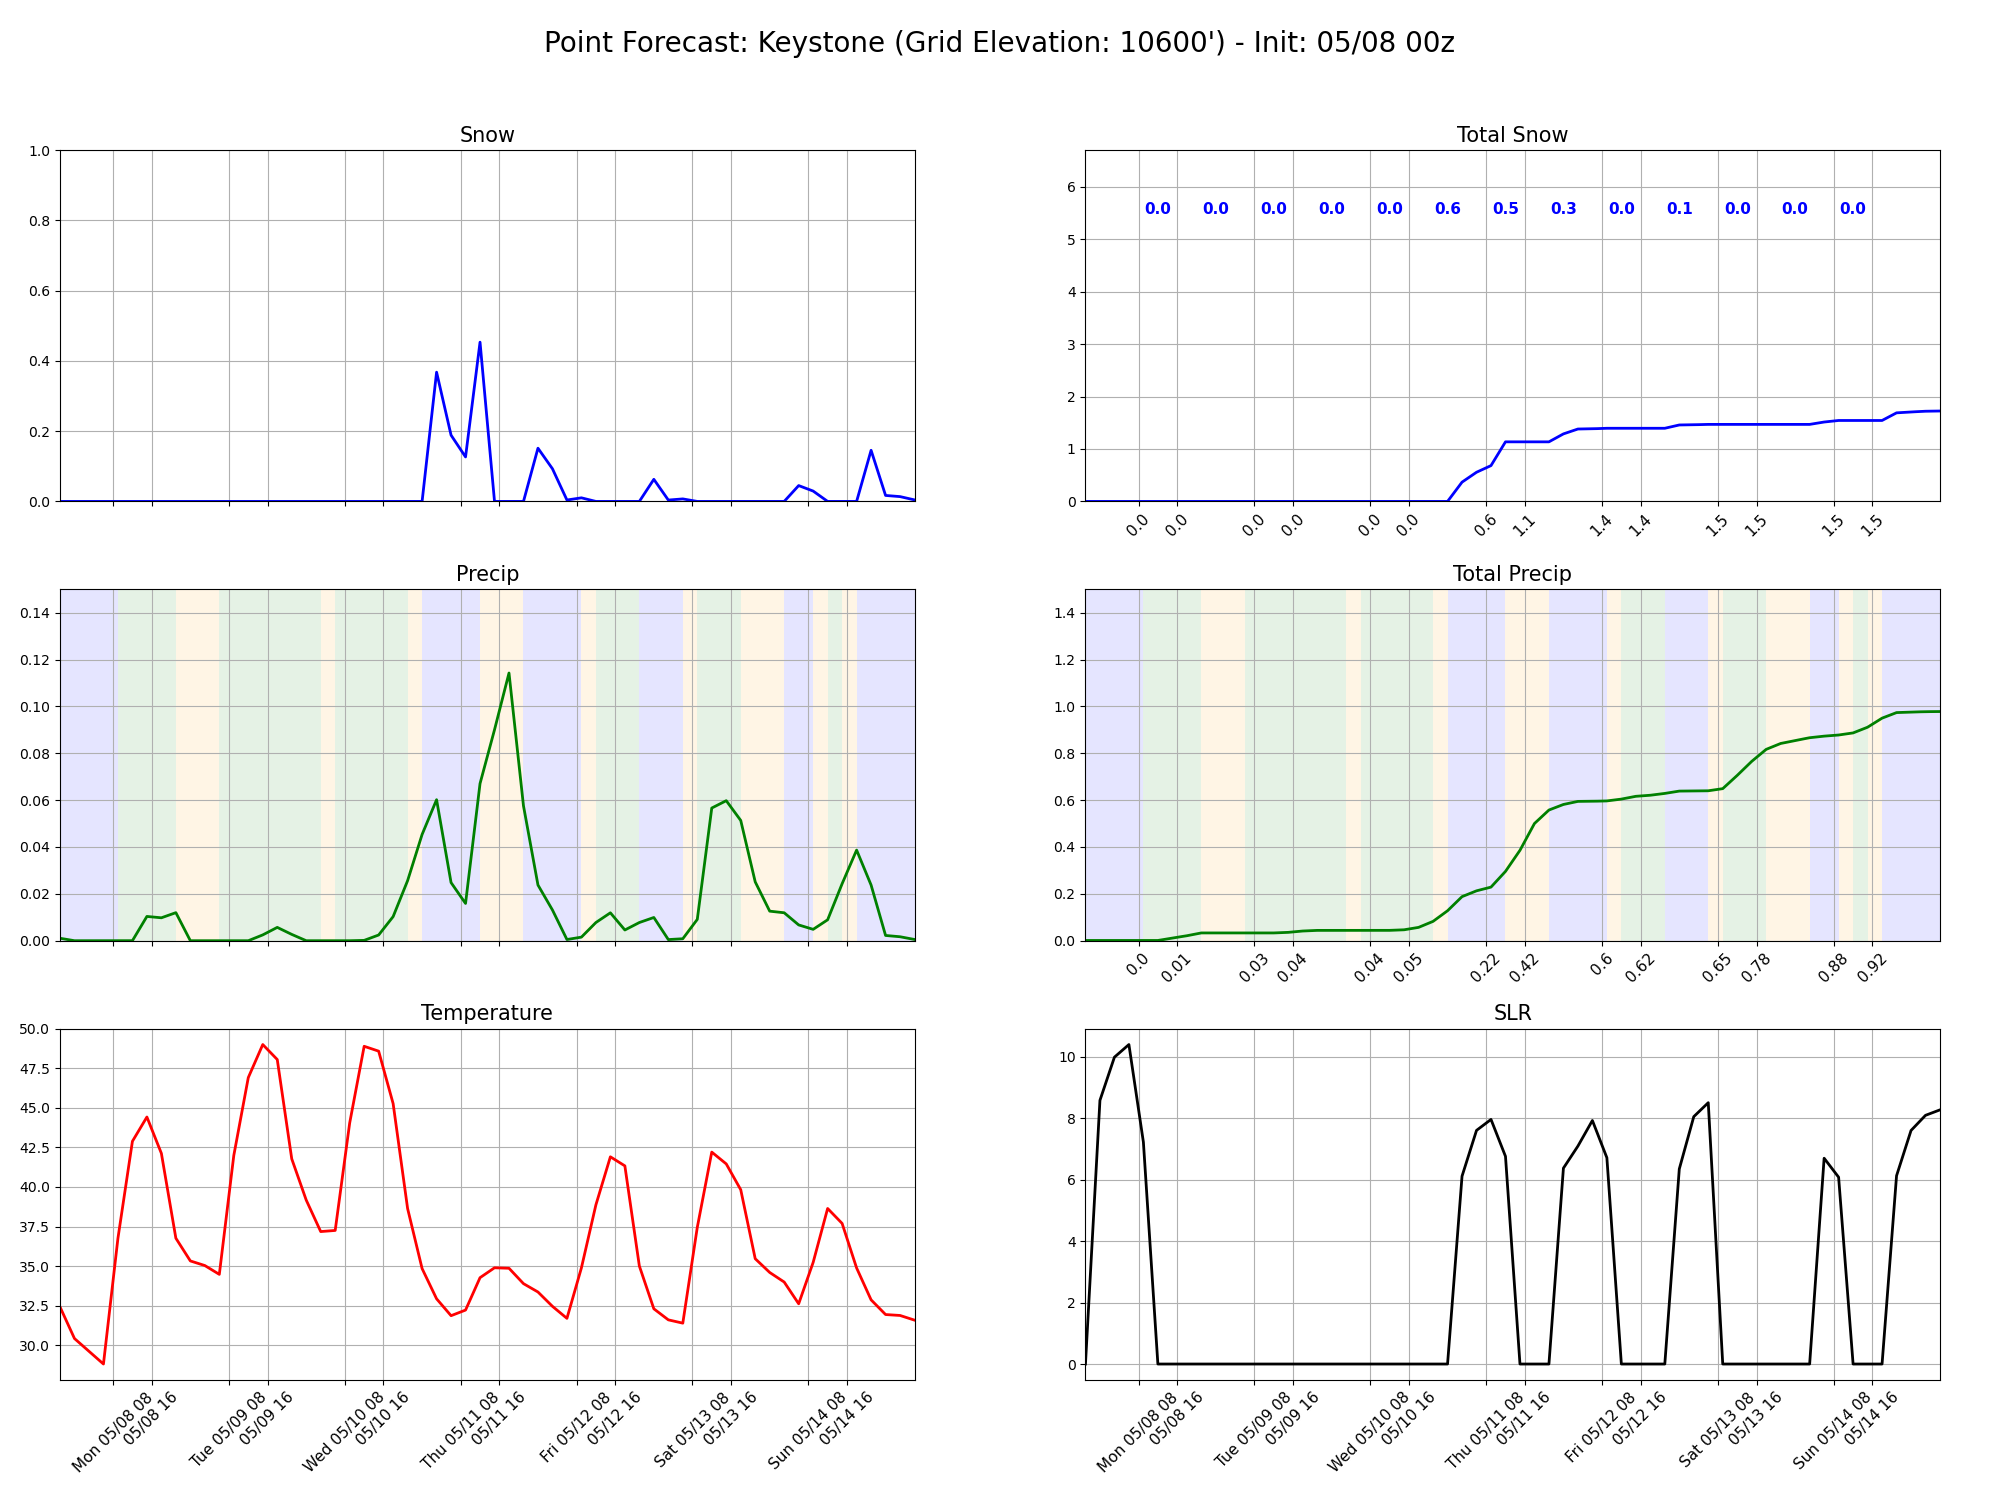 Point Forecast: Keystone (Grid Elevation: 10600') - Init: 05/08 00z
Snow
1.0
0.8
0.6
0.4
0.2
0.0
Total Snow
6
5
4
3
2
1
0
0.0 0.0 0.0 0.0 0.0 0.6 0.5 0.3 0.0 0.1 0.0 0.0 0.0
0.0 0.0 0.0 0.0 0.0 0.0 0.6 1.1 1.4 1.4 1.5 1.5 1.5 1.5
Precip
0.14
0.12
0.10
0.08
0.06
0.04
0.02
0.00
Total Precip
1.4
1.2
1.0
0.8
0.6
0.4
0.2
0.0
0.0 0.01 0.03 0.04 0.04 0.05 0.22 0.42 0.6 0.62 0.65 0.78 0.88 0.92
Temperature
50.0
47.5
45.0
42.5
40.0
37.5
35.0
32.5
30.0
Mon 05/08 08
05/08 16
Tue 05/09 08
05/09 16
Wed 05/10 08
05/10 16
Thu 05/11 08
05/11 16
Fri 05/12 08
05/12 16
Sat 05/13 08
05/13 16
Sun 05/14 08
05/14 16
SLR
10
8
6
4
2
0
Mon 05/08 08
05/08 16
Tue 05/09 08
05/09 16
Wed 05/10 08
05/10 16
Thu 05/11 08
05/11 16
Fri 05/12 08
05/12 16
Sat 05/13 08
05/13 16
Sun 05/14 08
05/14 16